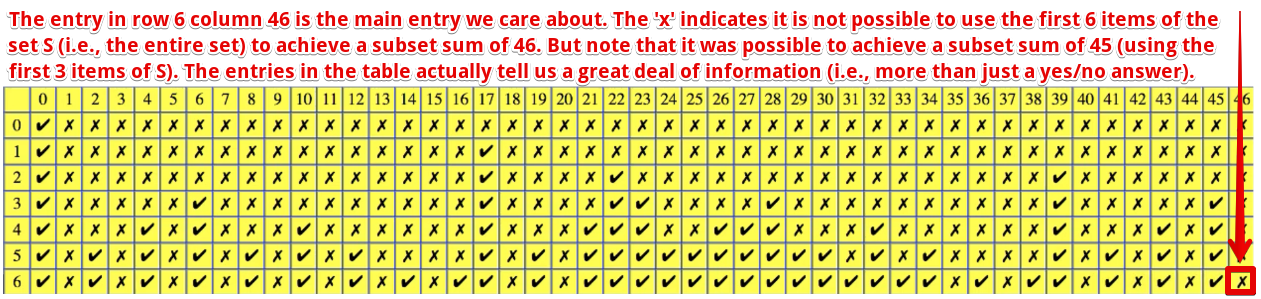 The entry in row 6 column 46 is the main entry we care about. The 'x' indicates it is not possible to use the first 6 items of the
set S (i.e., the entire set) to achieve a subset sum of 46. But note that it was possible to achieve a subset sum of 45 (using the
first 3 items of S). The entries in the table actually tell us a great deal of information (i.e., more than just a yes/no answer).
0 1 2 3 4 5 6 7 8 9 10 11 12 13 14 15 16 17 18 19 20 21 22 23 24 25 26 27 28 29 30 31 32 33 34 35 36 37 38 39 40 41 42 43 44 45 46
0 ✔ ✗ ✗ ✗ ✗ ✗ ✗ ✗ ✗ ✗ ✗ ✗ ✗ ✗ ✗ ✗ ✗ ✗ ✗ ✗ ✗ ✗ ✗ ✗ ✗ ✗ ✗ ✗ ✗ ✗ ✗ ✗ ✗ ✗ ✗ ✗ ✗ ✗ ✗ ✗ ✗ ✗ ✗ ✗ ✗ ✗
1 ✔ ✗ ✗ ✗ ✗ ✗ ✗ ✗ ✗ ✗ ✗ ✗ ✗ ✗ ✗ ✗ ✗ ✔ ✗ ✗ ✗ ✗ ✗ ✗ ✗ ✗ ✗ ✗ ✗ ✗ ✗ ✗ ✗ ✗ ✗ ✗ ✗ ✗ ✗ ✗ ✗ ✗ ✗ ✗ ✗ ✗
2 ✔ ✗ ✗ ✗ ✗ ✗ ✗ ✗ ✗ ✗ ✗ ✗ ✗ ✗ ✗ ✗ ✗ ✔ ✗ ✗ ✗ ✗ ✔ ✗ ✗ ✗ ✗ ✗ ✗ ✗ ✗ ✗ ✗ ✗ ✗ ✗ ✗ ✗ ✗ ✔ ✗ ✗ ✗ ✗ ✗ ✗
3 ✔ ✗ ✗ ✗ ✗ ✗ ✔ ✗ ✗ ✗ ✗ ✗ ✗ ✗ ✗ ✗ ✗ ✔ ✗ ✗ ✗ ✗ ✔ ✔ ✗ ✗ ✗ ✗ ✔ ✗ ✗ ✗ ✗ ✗ ✗ ✗ ✗ ✗ ✗ ✔ ✗ ✗ ✗ ✗ ✗ ✔
4 ✔ ✗ ✗ ✗ ✔ ✗ ✔ ✗ ✗ ✗ ✔ ✗ ✗ ✗ ✗ ✗ ✗ ✔ ✗ ✗ ✗ ✔ ✔ ✔ ✗ ✗ ✔ ✔ ✔ ✗ ✗ ✗ ✔ ✗ ✗ ✗ ✗ ✗ ✗ ✔ ✗ ✗ ✗ ✔ ✗ ✔
5 ✔ ✗ ✔ ✗ ✔ ✗ ✔ ✗ ✔ ✗ ✔ ✗ ✔ ✗ ✗ ✗ ✗ ✔ ✗ ✔ ✗ ✔ ✔ ✔ ✔ ✔ ✔ ✔ ✔ ✔ ✔ ✗ ✔ ✗ ✔ ✗ ✗ ✗ ✗ ✔ ✗ ✔ ✗ ✔ ✗ ✔
6 ✔ ✗ ✔ ✗ ✔ ✗ ✔ ✗ ✔ ✗ ✔ ✗ ✔ ✗ ✔ ✗ ✔ ✔ ✗ ✔ ✗ ✔ ✔ ✔ ✔ ✔ ✔ ✔ ✔ ✔ ✔ ✔ ✔ ✔ ✔ ✗ ✔ ✗ ✔ ✔ ✗ ✔ ✗ ✔ ✗ ✔ ✗